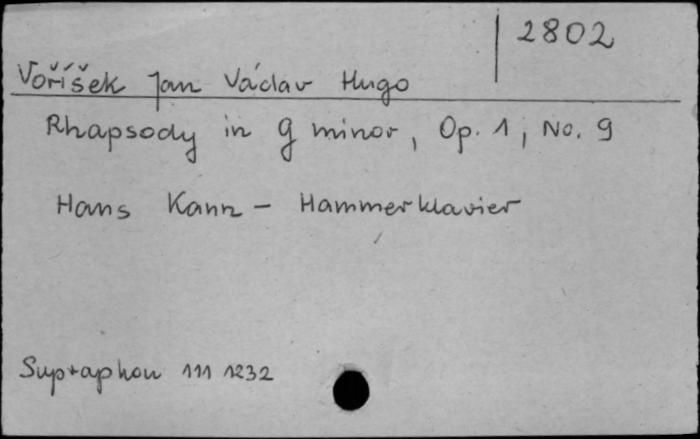 2802
Voříšek Jan Václav Hugo
Rhapsody in g minor, Op. 1, No. 9
Hans Kann - Hammerklavier
Supraphon 111 1232